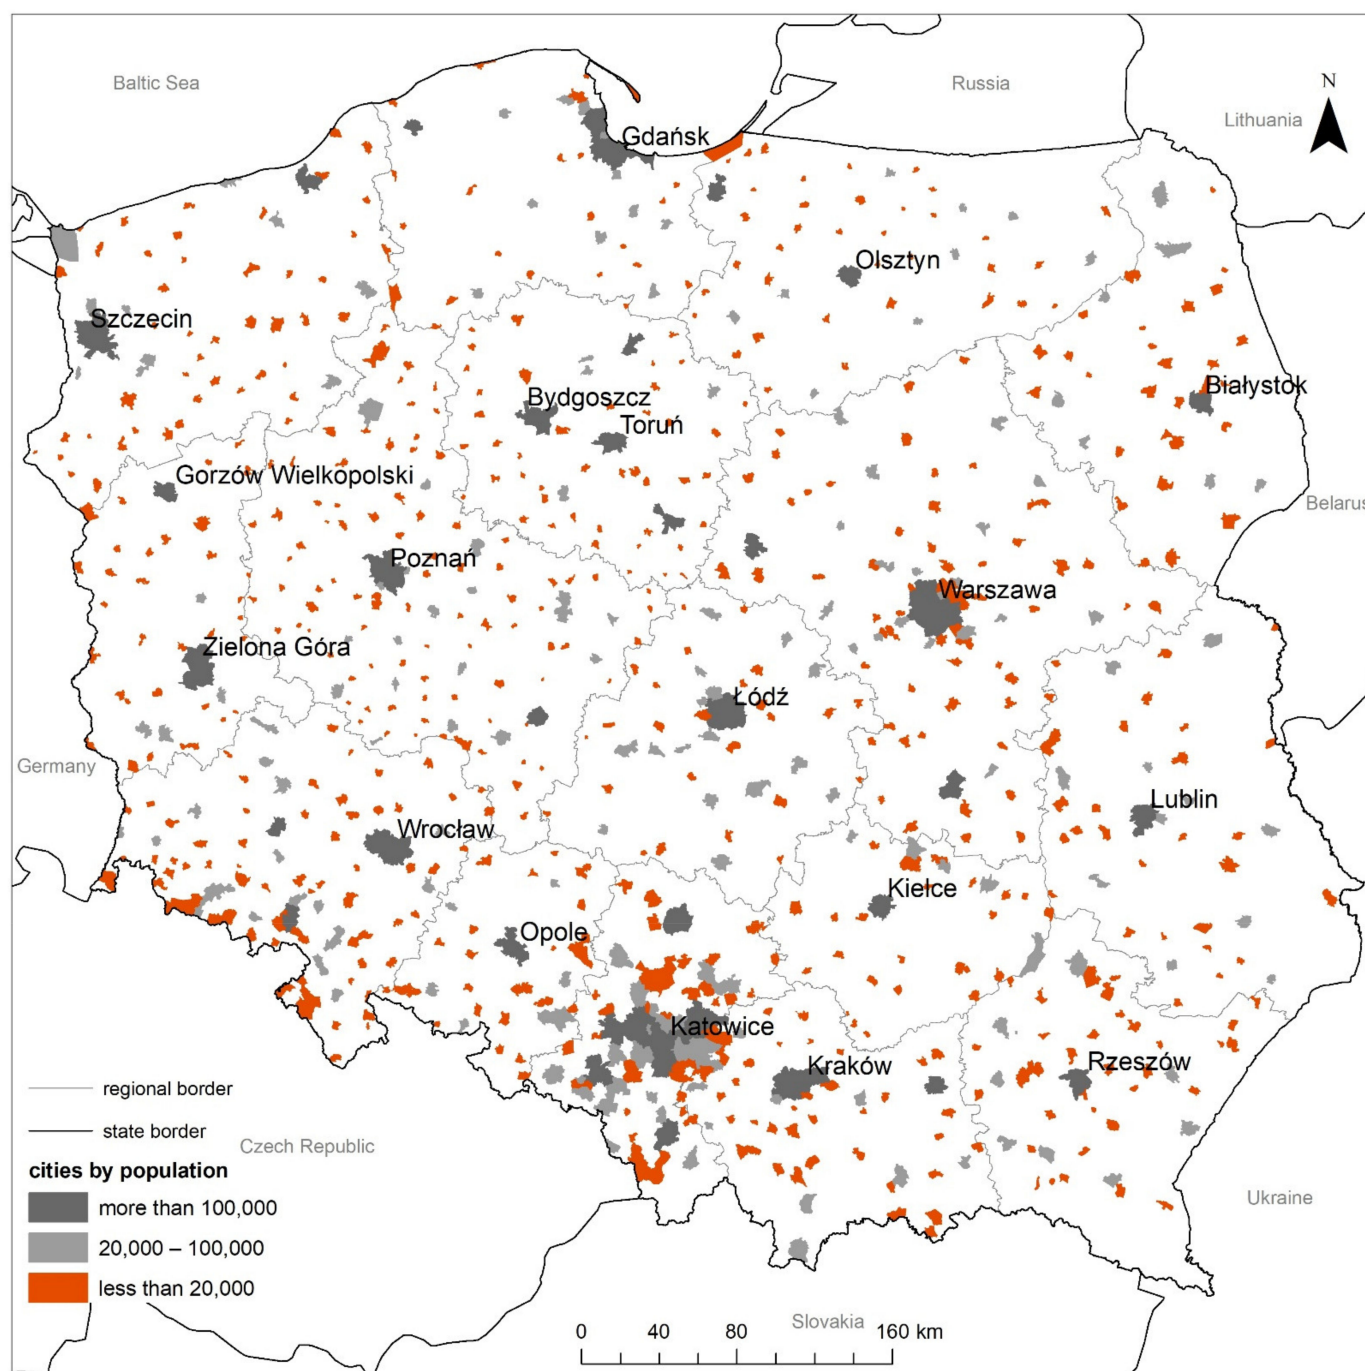 Baltic Sea
Russia
N
Lithuania
Gdańsk
Olsztyn
Szczecin
Białystok
Bydgoszcz
Toruń
Gorzów Wielkopolski
Belarus
Poznań
Warszawa
Zielona Góra
Łódź
Germany
Lublin
Wrocław
Kielce
Opole
Katowice
Kraków
Rzeszów
regional border
state border
Czech Republic
cities by population
more than 100,000
20,000 – 100,000
less than 20,000
Ukraine
Slovakia
0 40 80 160 km